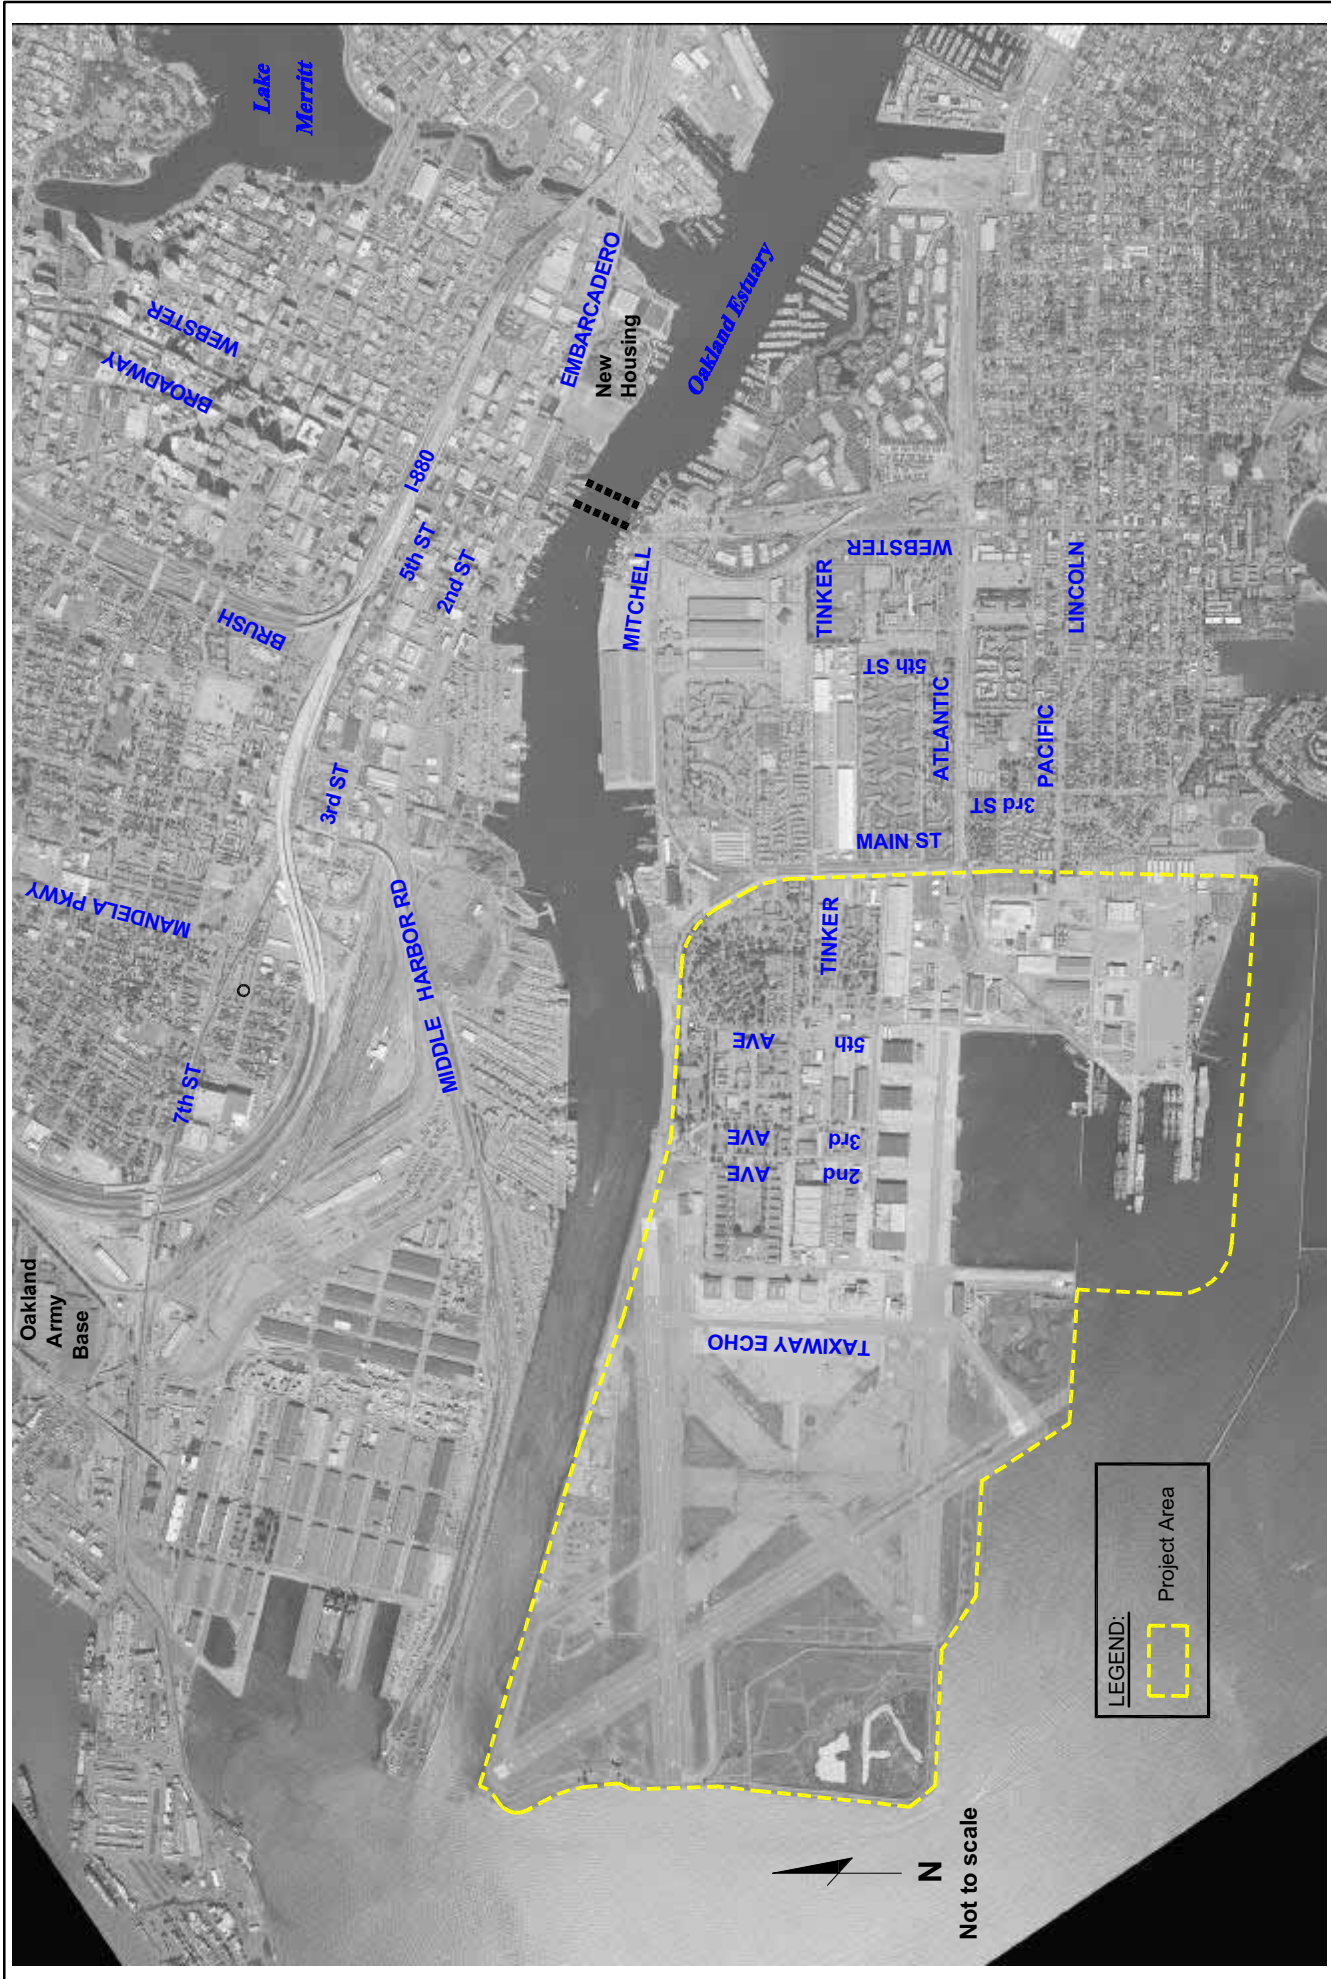 Lake
Merritt
WEBSTER
BROADWAY
EMBARCADERO
New
Housing
Oakland Estuary
I-880
5th ST
2nd ST
BRUSH
3rd ST
MANDELA PKWY
MIDDLE HARBOR RD
7th ST
Oakland
Army
Base
MITCHELL
TINKER
WEBSTER
5th ST
ATLANTIC
LINCOLN
PACIFIC
3rd ST
MAIN ST
TINKER
5th
AVE
3rd
AVE
2nd
AVE
TAXIWAY ECHO
LEGEND:
Project Area
N
Not to scale